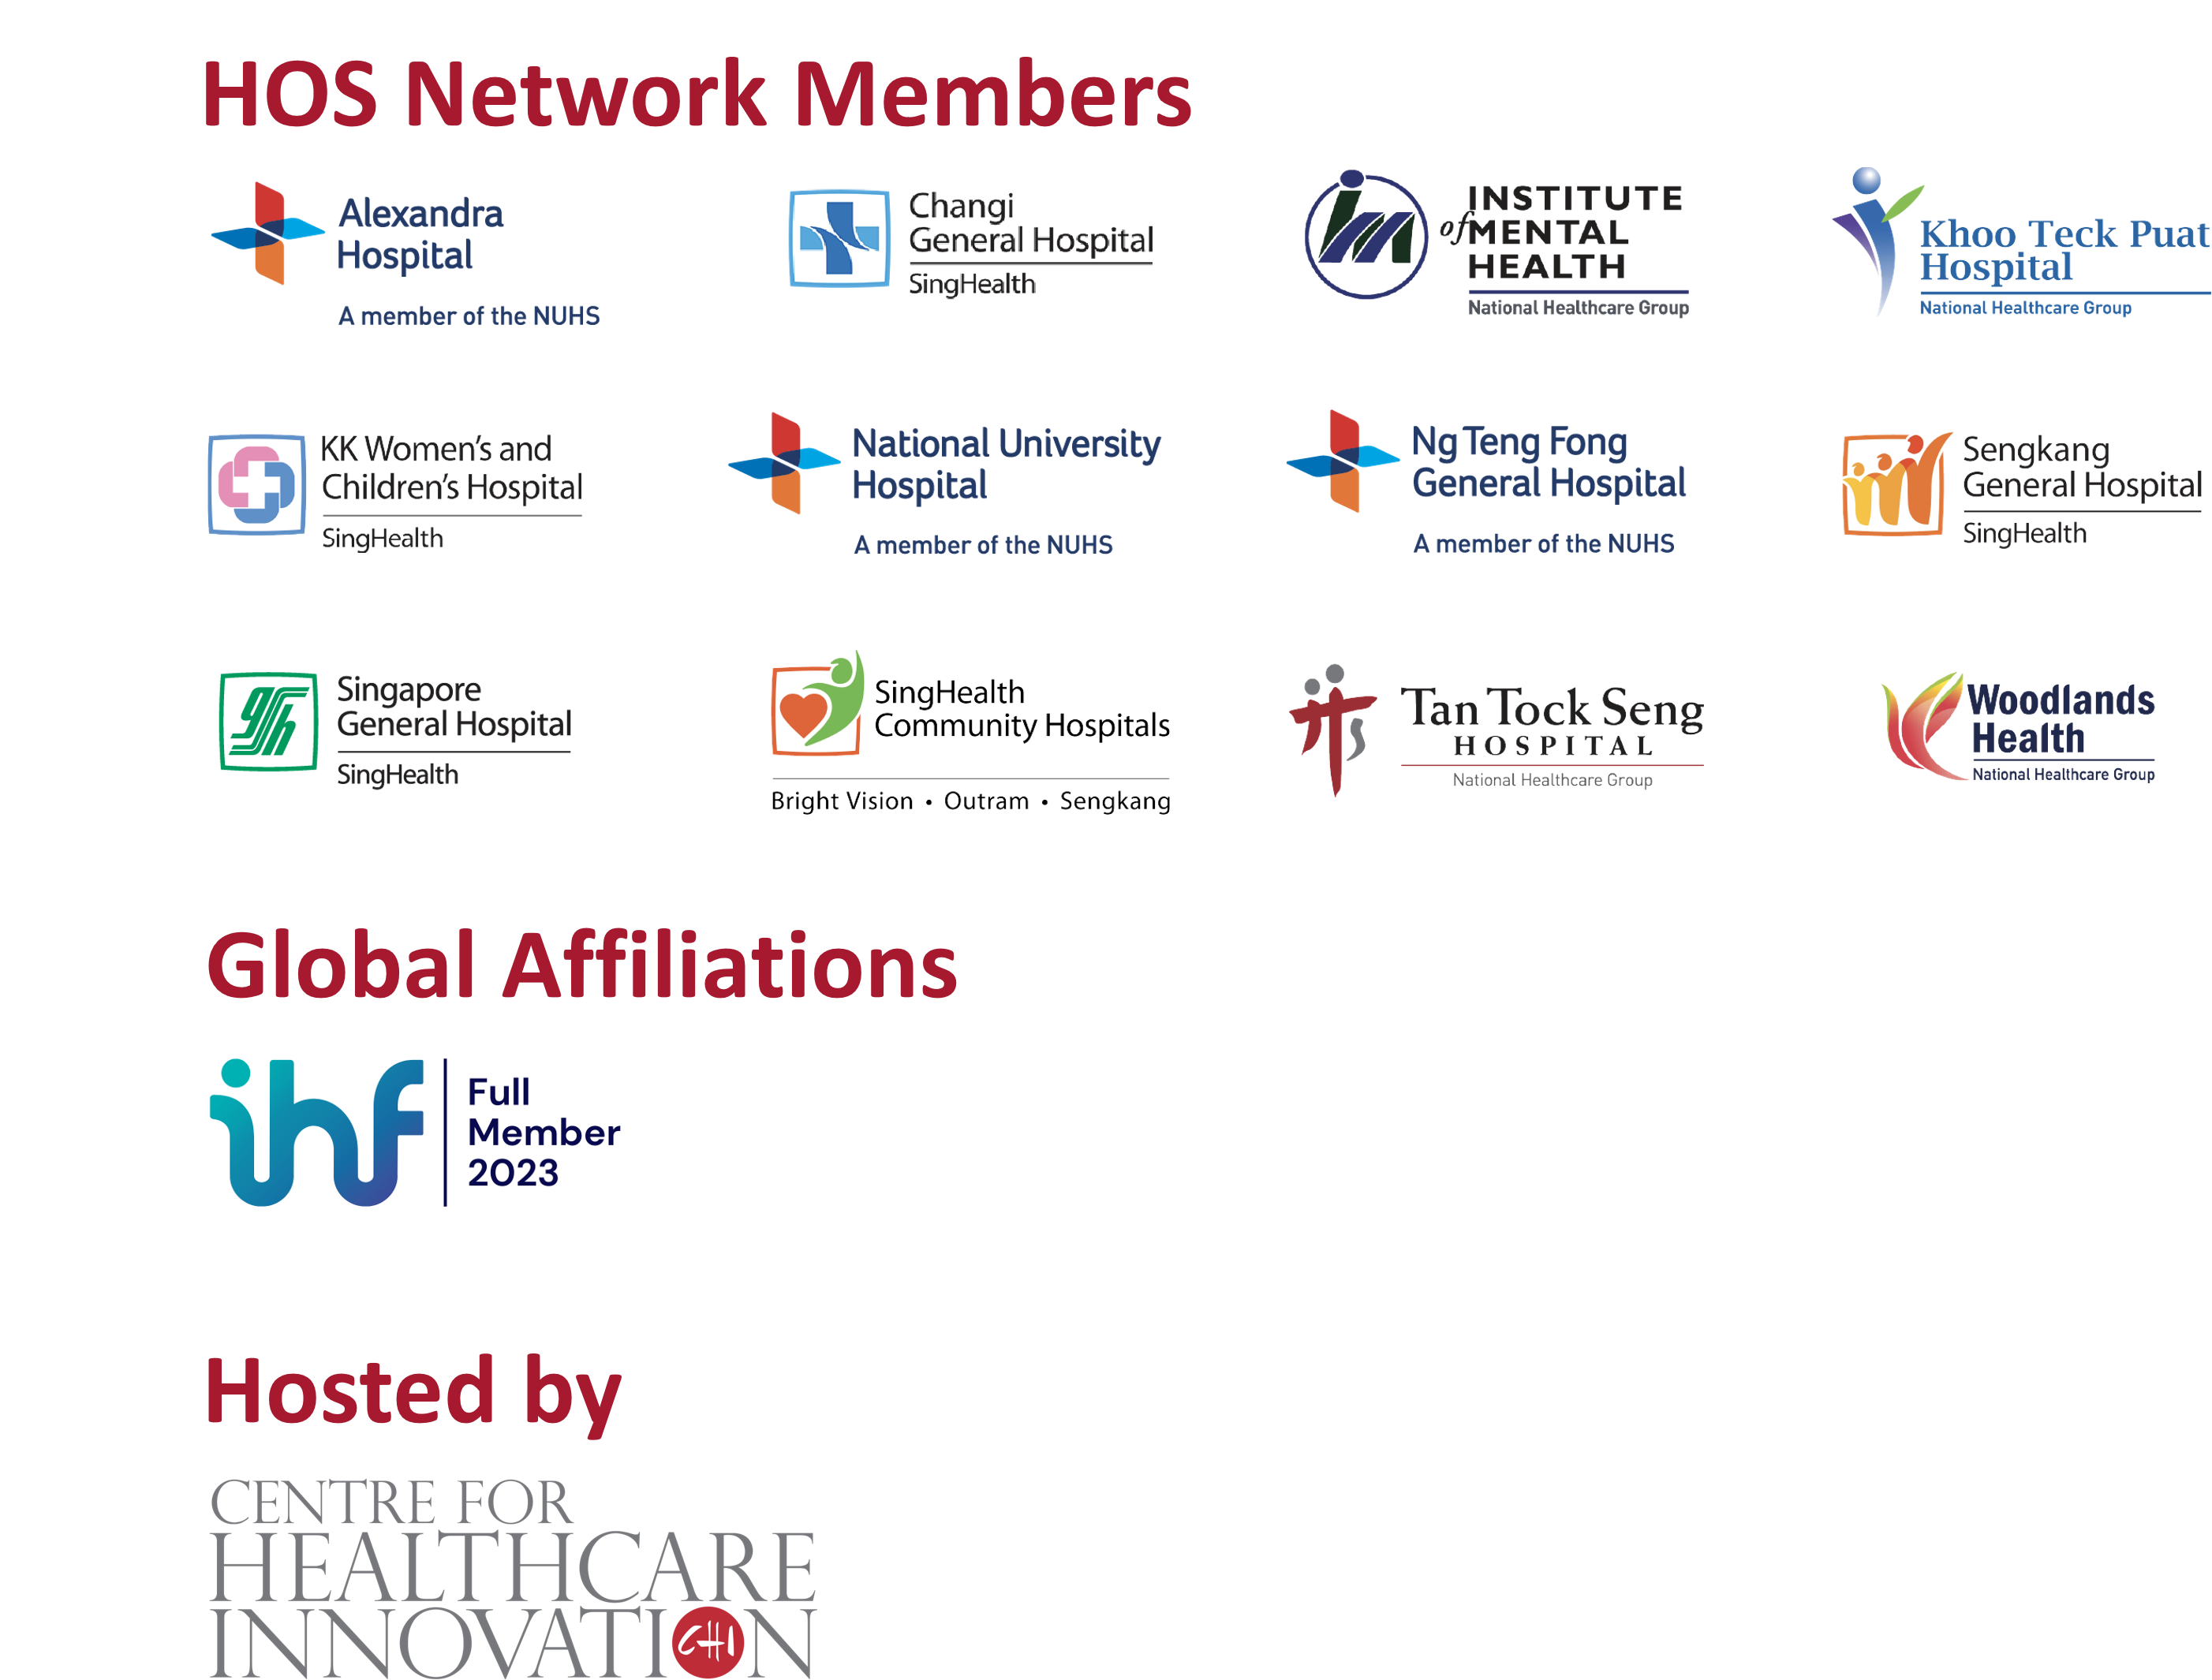 HOS Network Members
Alexandra
Hospital
A member of the NUHS
Changi
General Hospital
SingHealth
INSTITUTE
of MENTAL
HEALTH
National Healthcare Group
Khoo Teck Puat
Hospital
National Healthcare Group
KK Women's and
Children's Hospital
SingHealth
National University
Hospital
A member of the NUHS
Ng Teng Fong
General Hospital
A member of the NUHS
Sengkang
General Hospital
SingHealth
Singapore
General Hospital
SingHealth
SingHealth
Community Hospitals
Bright Vision • Outram • Sengkang
Tan Tock Seng
HOSPITAL
National Healthcare Group
Woodlands
Health
National Healthcare Group
Global Affiliations
ihf
Full
Member
2023
Hosted by
CENTRE FOR
HEALTHCARE
INNOVATION
CHI